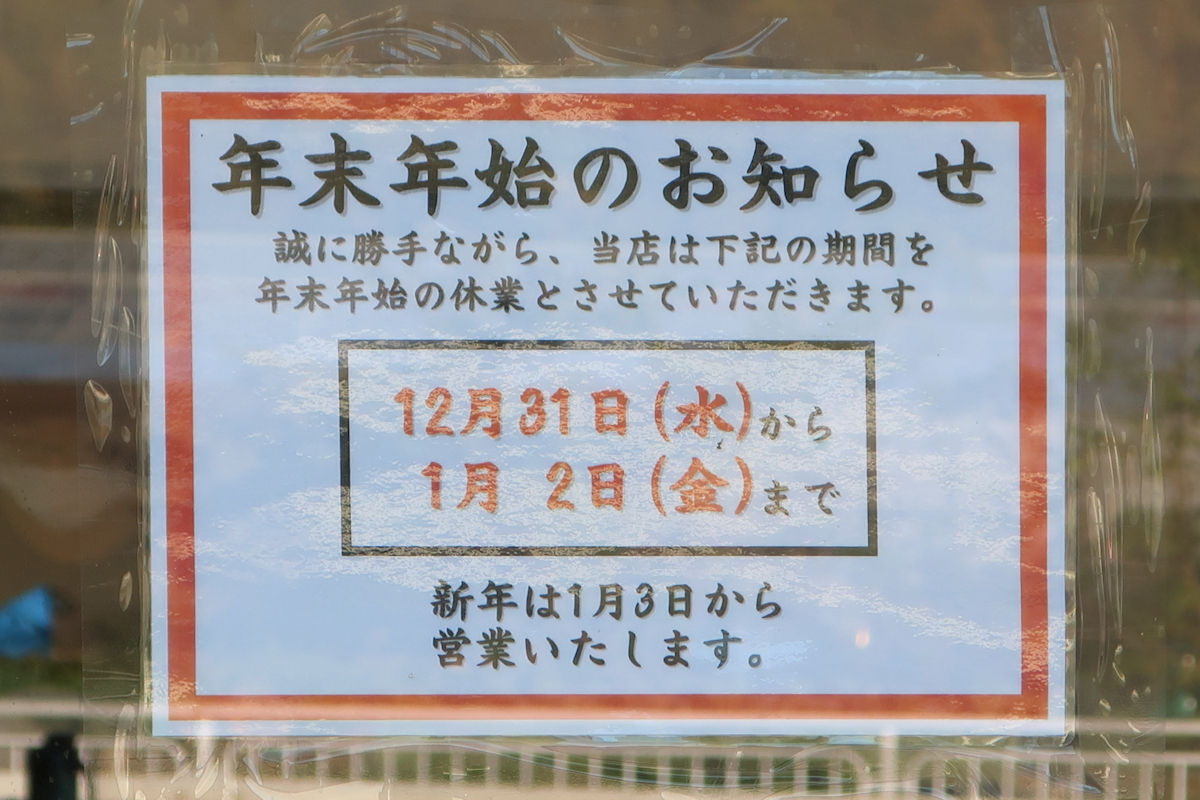 年末年始のお知らせ
誠に勝手ながら、当店は下記の期間を
年末年始の休業とさせていただきます。
12月31日(水)から
1月 2日(金)まで
新年は1月3日から
営業いたします。